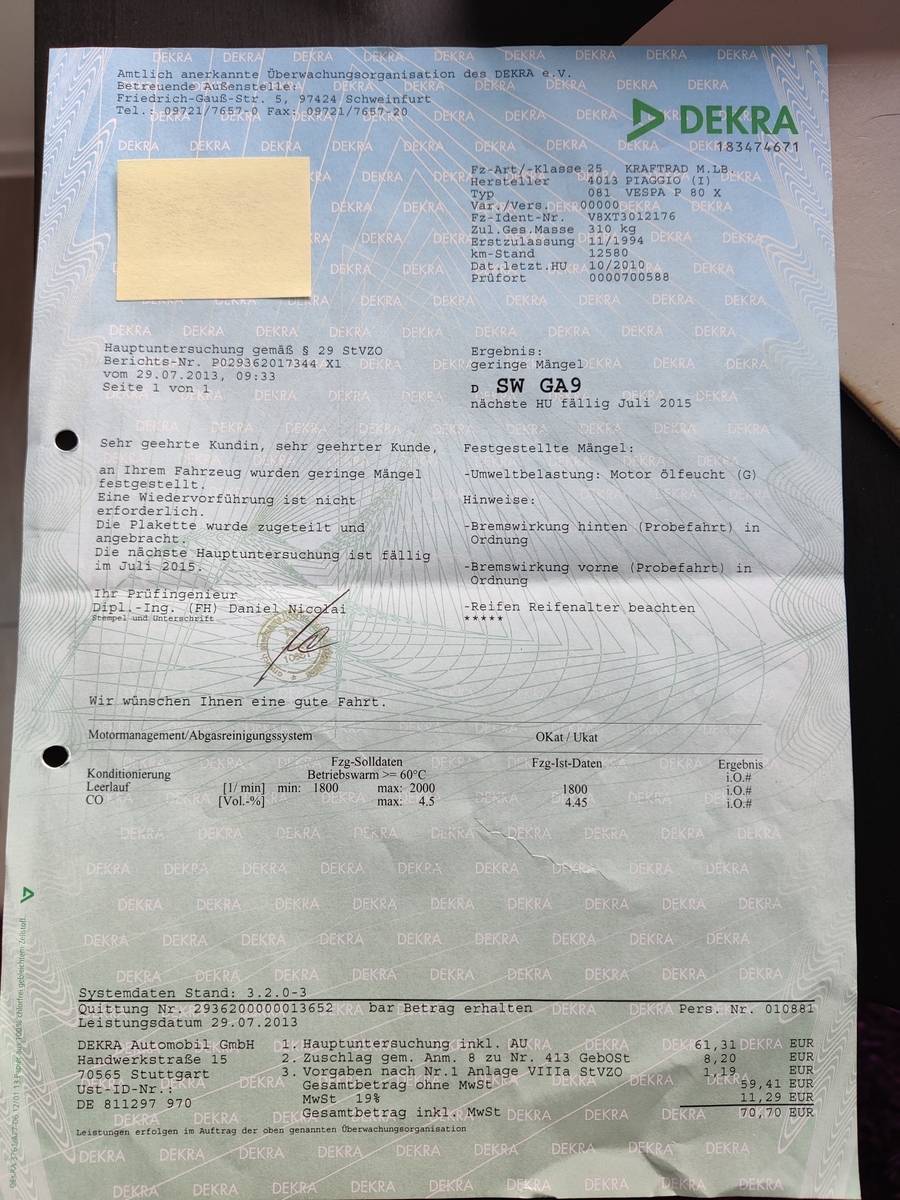 Amtlich anerkannte Überwachungsorganisation des DEKRA e.V.
Betreuende Außenstelle:
Friedrich-Gauß-Str. 5, 97424 Schweinfurt
Tel.: 09721/7657-0 Fax: 09721/7657-20
DEKRA
183474671
Fz-Art/-Klasse 25 KRAFTRAD M.LB.
Hersteller 4013 PIAGGIO (I)
Typ 081 VESPA P 80 X
Var./Vers. 00000
Fz-Ident-Nr. V8XT3012176
Zul.Ges.Masse 310 kg
Erstzulassung 11/1994
km-Stand 12580
Dat.letzt.HU 10/2010
Prüfort 0000700588
Hauptuntersuchung gemäß § 29 StVZO
Berichts-Nr. P029362017344 X1
vom 29.07.2013, 09:33
Seite 1 von 1
Ergebnis:
geringe Mängel
D SW GA9
nächste HU fällig Juli 2015
Sehr geehrte Kundin, sehr geehrter Kunde,
an Ihrem Fahrzeug wurden geringe Mängel
festgestellt.
Eine Wiedervorführung ist nicht
erforderlich.
Die Plakette wurde zugeteilt und
angebracht.
Die nächste Hauptuntersuchung ist fällig
im Juli 2015.
Ihr Prüfingenieur
Dipl.-Ing. (FH) Daniel Nicolai
Stempel und Unterschrift
Festgestellte Mängel:
-Umweltbelastung: Motor ölfeucht (G)
Hinweise:
-Bremswirkung hinten (Probefahrt) in
Ordnung
-Bremswirkung vorne (Probefahrt) in
Ordnung
-Reifen Reifenalter beachten
*****
Wir wünschen Ihnen eine gute Fahrt.
Motormanagement/Abgasreinigungssystem OKat / Ukat
Fzg-Solldaten Fzg-Ist-Daten Ergebnis
Konditionierung Betriebswarm >= 60°C i.O.#
Leerlauf [1/ min] min: 1800 max: 2000 1800 i.O.#
CO [Vol.-%] max: 4.5 4.45 i.O.#
Systemdaten Stand: 3.2.0-3
Quittung Nr. 2936200000013652 bar Betrag erhalten Pers. Nr. 010881
Leistungsdatum 29.07.2013
DEKRA Automobil GmbH
Handwerkstraße 15
70565 Stuttgart
Ust-ID-Nr.:
DE 811297 970
1. Hauptuntersuchung inkl. AU 61,31 EUR
2. Zuschlag gem. Anm. 8 zu Nr. 413 GebOSt 8,20 EUR
3. Vorgaben nach Nr.1 Anlage VIIIa StVZO 1,19 EUR
Gesamtbetrag ohne MwSt 59,41 EUR
MwSt 19% 11,29 EUR
Gesamtbetrag inkl. MwSt 70,70 EUR
Leistungen erfolgen im Auftrag der oben genannten Überwachungsorganisation